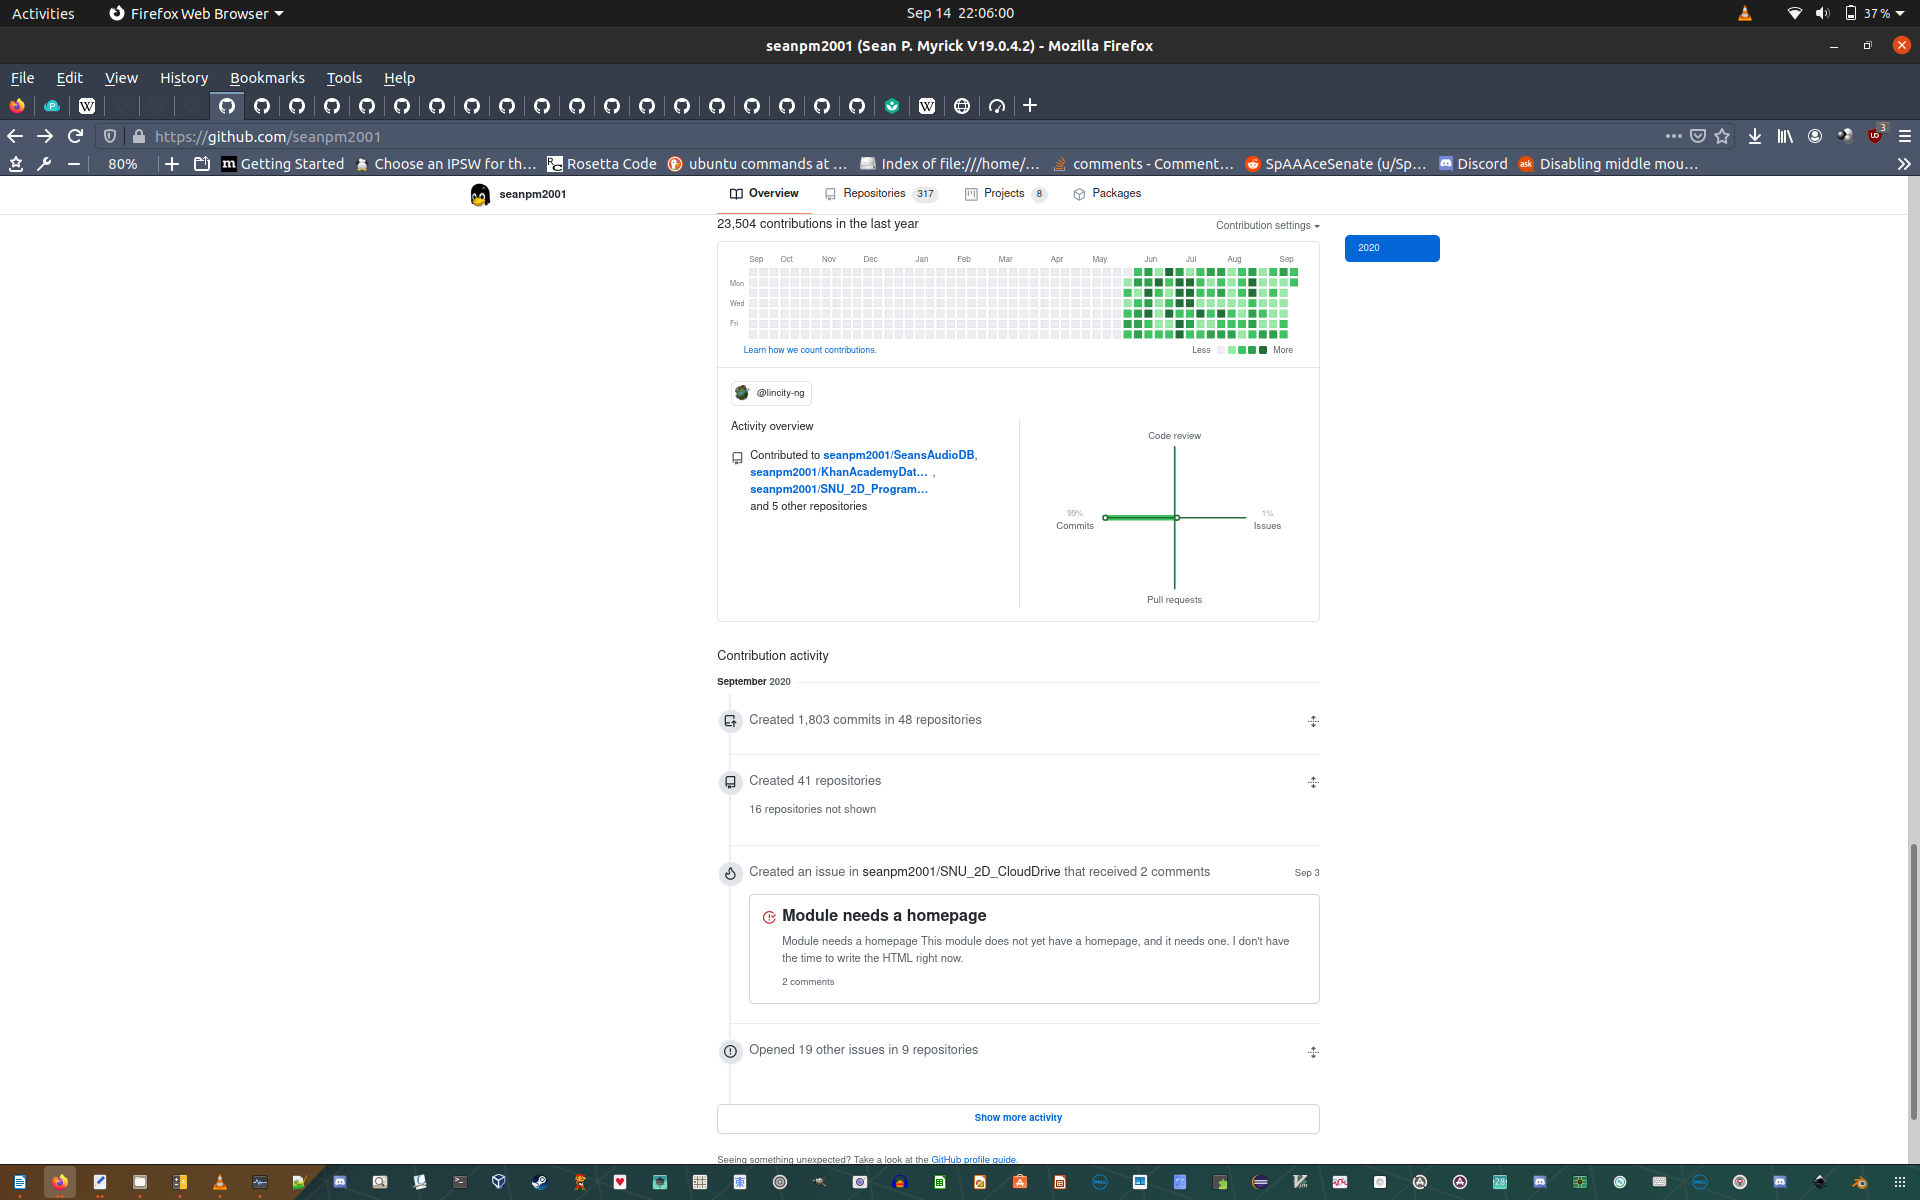 Activities Firefox Web Browser Sep 14 22:06:00 37 %
seanpm2001 (Sean P. Myrick V19.0.4.2) - Mozilla Firefox
File Edit View History Bookmarks Tools Help
https://github.com/seanpm2001 3
80% Getting Started Choose an IPSW for th… Rosetta Code ubuntu commands at … Index of file:///home/… comments - Comment… SpAAAceSenate (u/Sp… Discord Disabling middle mou…
seanpm2001 Overview Repositories 317 Projects 8 Packages
23,504 contributions in the last year Contribution settings
2020
Sep Oct Nov Dec Jan Feb Mar Apr May Jun Jul Aug Sep
Mon
Wed
Fri
Learn how we count contributions. Less More
@lincity-ng
Activity overview
Contributed to seanpm2001/SeansAudioDB,
seanpm2001/KhanAcademyDat… ,
seanpm2001/SNU_2D_Program…
and 5 other repositories
Code review
99%
Commits
1%
Issues
Pull requests
Contribution activity
September 2020
Created 1,803 commits in 48 repositories
Created 41 repositories
16 repositories not shown
Created an issue in seanpm2001/SNU_2D_CloudDrive that received 2 comments Sep 3
Module needs a homepage
Module needs a homepage This module does not yet have a homepage, and it needs one. I don't have
the time to write the HTML right now.
2 comments
Opened 19 other issues in 9 repositories
Show more activity
Seeing something unexpected? Take a look at the GitHub profile guide.